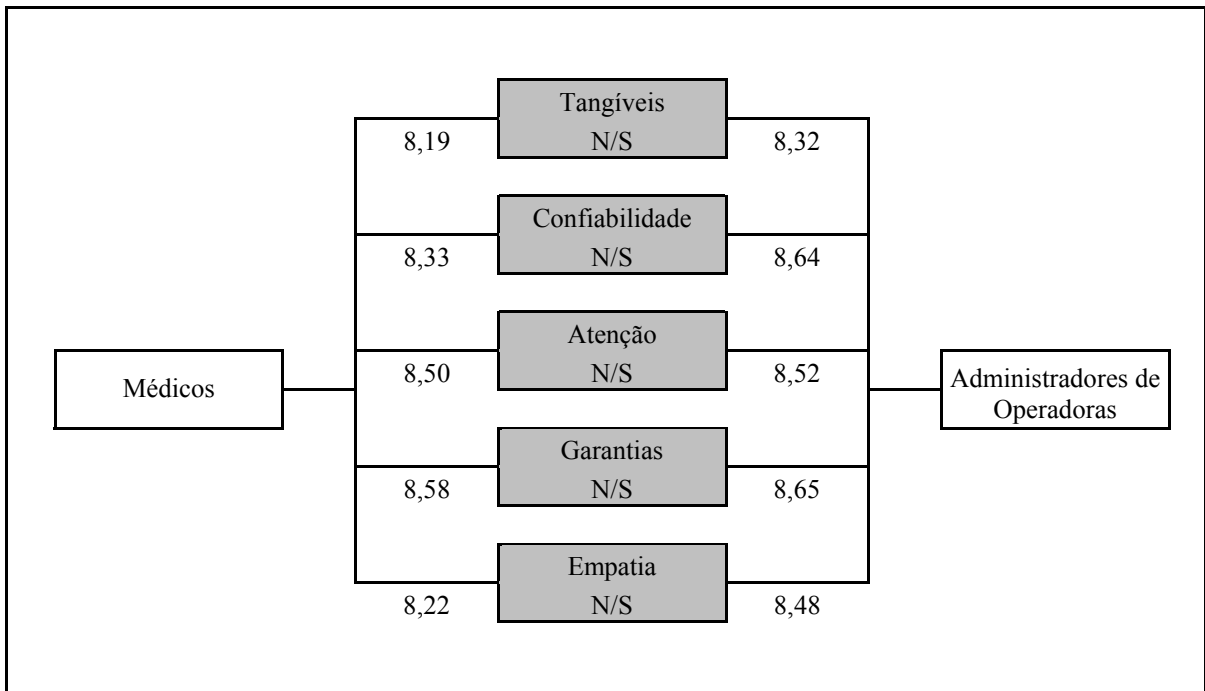 Tangíveis
8,19 N/S 8,32
Confiabilidade
8,33 N/S 8,64
Atenção
8,50 N/S 8,52
Médicos
Administradores de
Operadoras
Garantias
8,58 N/S 8,65
Empatia
8,22 N/S 8,48